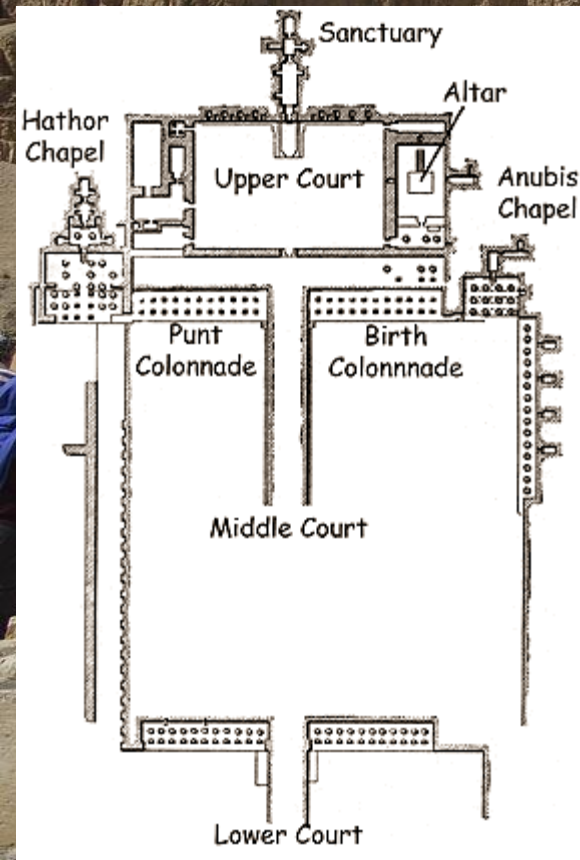 Sanctuary
Altar
Hathor
Chapel
Upper Court
Anubis
Chapel
Punt
Colonnade
Birth
Colonnnade
Middle Court
Lower Court